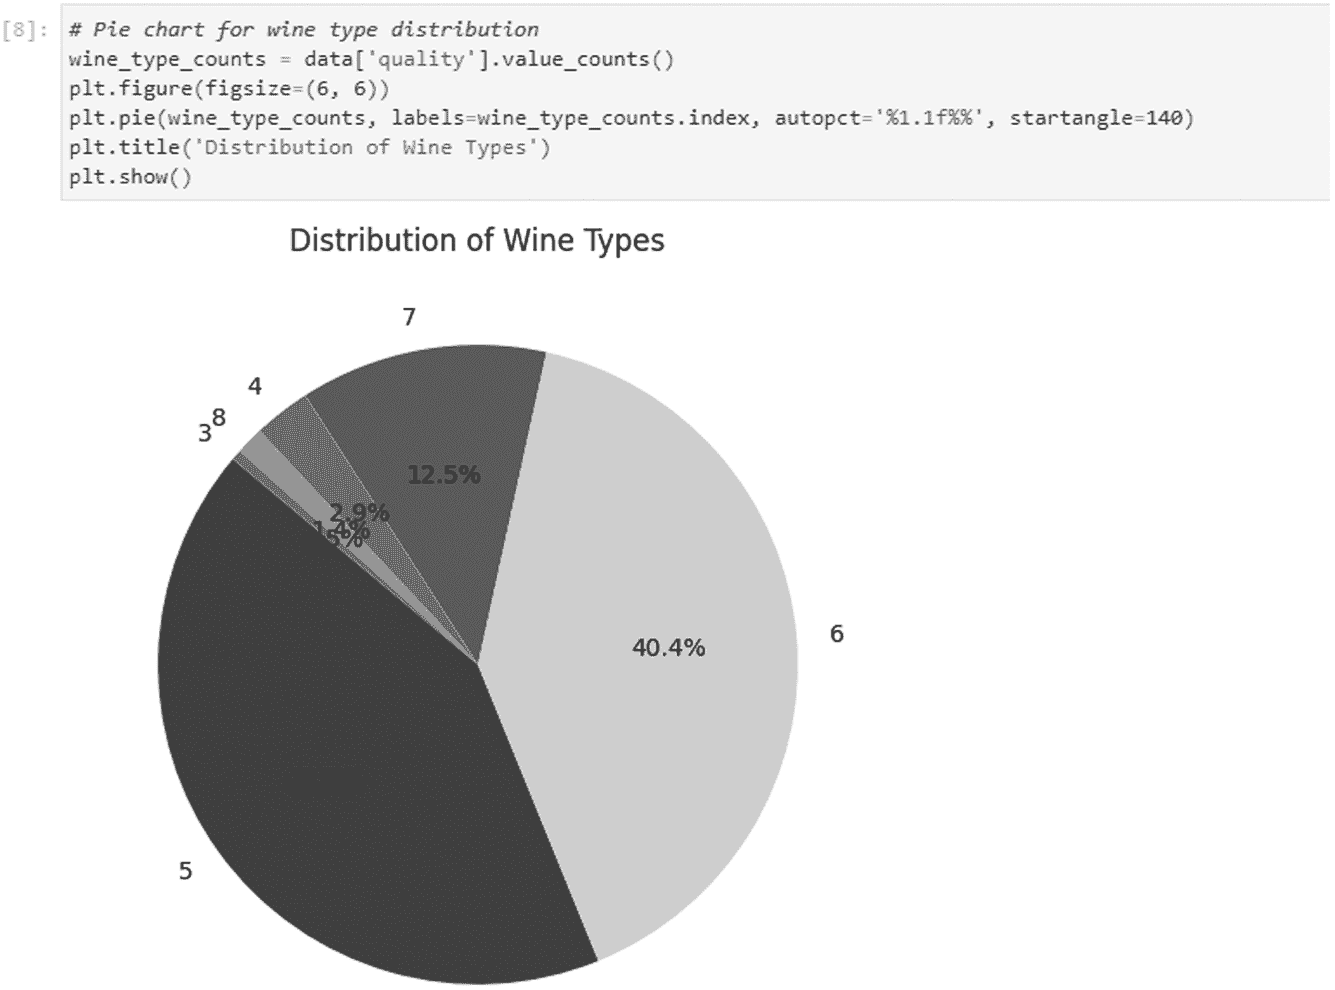 [8]:
# Pie chart for wine type distribution
wine_type_counts = data['quality'].value_counts()
plt.figure(figsize=(6, 6))
plt.pie(wine_type_counts, labels=wine_type_counts.index, autopct='%1.1f%%', startangle=140)
plt.title('Distribution of Wine Types')
plt.show()
Distribution of Wine Types
7
4
8
3
12.5%
2.9%
1.4%
6
40.4%
5